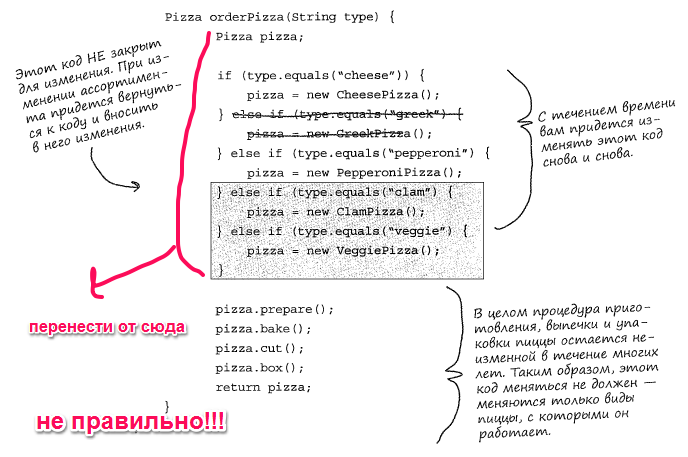 Pizza orderPizza(String type) {
Pizza pizza;
Этот код НЕ закрыт
для изменения. При из-
менении ассортимен-
та придется вернуть-
ся к коду и вносить
в него изменения.
if (type.equals(“cheese”)) {
pizza = new CheesePizza();
} else if (type.equals(“greek”) {
pizza = new GreekPizza();
} else if (type.equals(“pepperoni”) {
pizza = new PepperoniPizza();
} else if (type.equals(“clam”) {
pizza = new ClamPizza();
} else if (type.equals(“veggie”) {
pizza = new VeggiePizza();
}
С течением времени
вам придется из-
менять этот код
снова и снова.
перенести от сюда
pizza.prepare();
pizza.bake();
pizza.cut();
pizza.box();
return pizza;
}
В целом процедура приго-
товления, выпечки и упа-
ковки пиццы остается не-
изменной в течение многих
лет. Таким образом, этот
код меняться не должен —
меняются только виды
пиццы, с которыми он
работает.
не правильно!!!